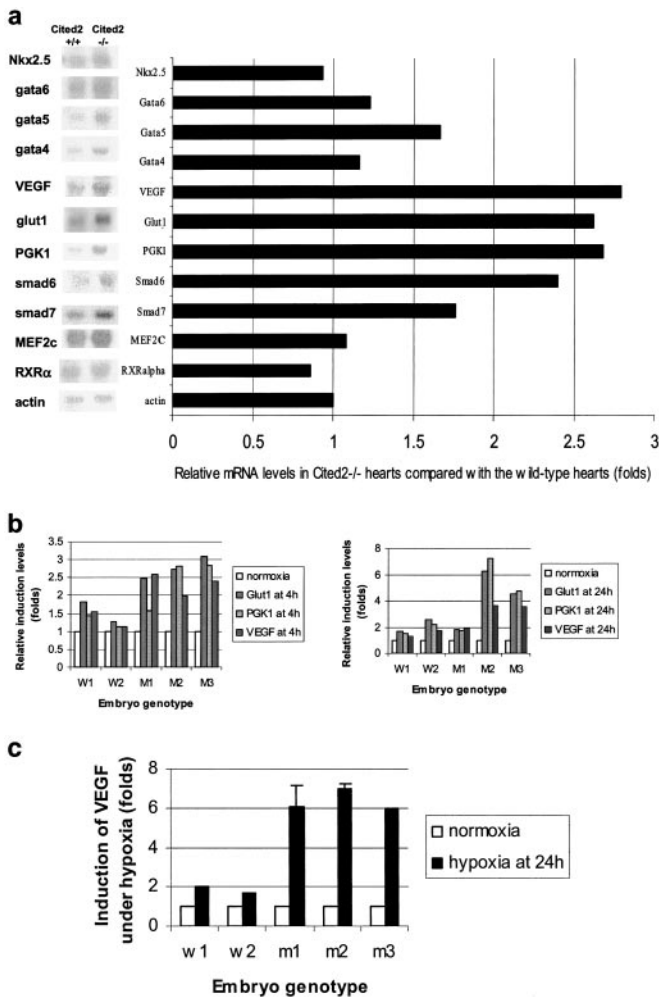 a
Cited2 Cited2
+/+ -/-
Nkx2.5
gata6
gata5
gata4
VEGF
glut1
PGK1
smad6
smad7
MEF2c
RXRα
actin
Nkx2.5
Gata6
Gata5
Gata4
VEGF
Glut1
PGK1
Smad6
Smad7
MEF2C
RXRalpha
actin
0 0.5 1 1.5 2 2.5 3
Relative mRNA levels in Cited2-/- hearts compared with the wild-type hearts (folds)
b
Relative induction levels
(folds)
3.5
3
2.5
2
1.5
1
0.5
0
W1 W2 M1 M2 M3
Embryo genotype
normoxia
Glut1 at 4h
PGK1 at 4h
VEGF at 4h
Relative induction levels
(folds)
8
6
4
2
0
W1 W2 M1 M2 M3
Embryo genotype
normoxia
Glut1 at 24h
PGK1 at 24h
VEGF at 24h
c
Induction of VEGF
under hypoxia (folds)
8
6
4
2
0
w1 w2 m1 m2 m3
Embryo genotype
normoxia
hypoxia at 24h